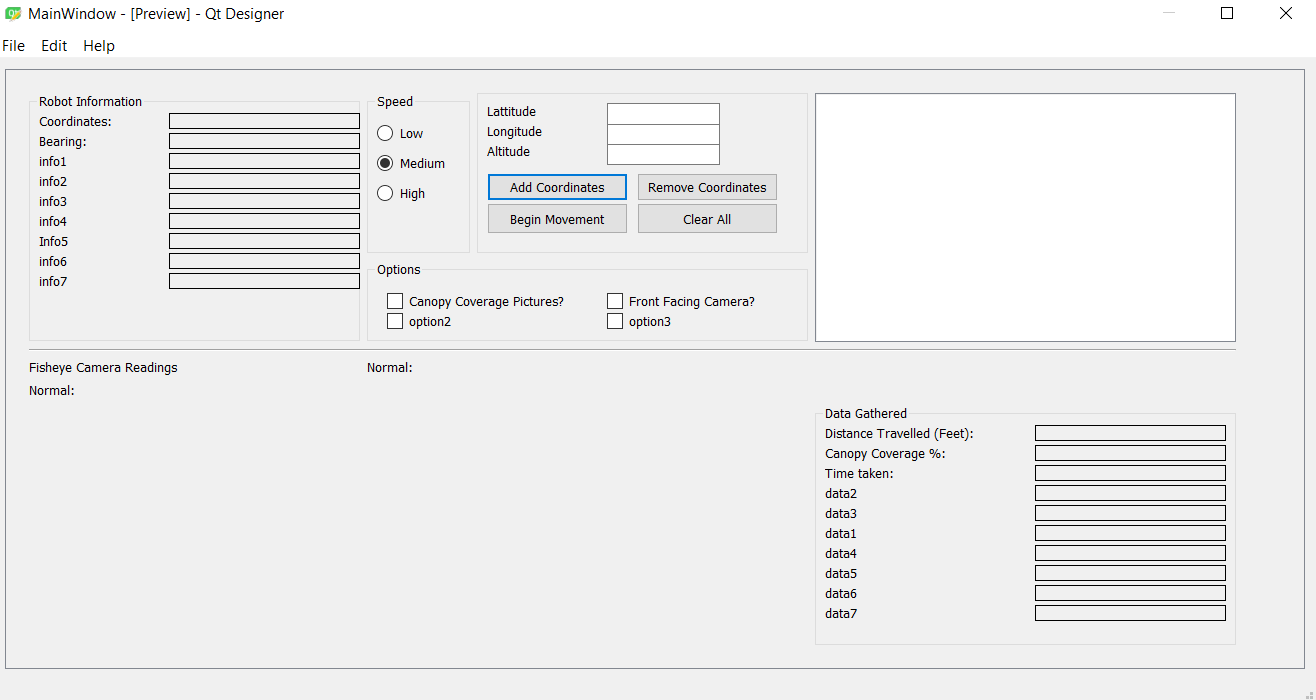 MainWindow - [Preview] - Qt Designer
File Edit Help
Robot Information
Coordinates:
Bearing:
info1
info2
info3
info4
Info5
info6
info7
Speed
Low
Medium
High
Lattitude
Longitude
Altitude
Add Coordinates Remove Coordinates
Begin Movement Clear All
Options
Canopy Coverage Pictures? Front Facing Camera?
option2 option3
Fisheye Camera Readings
Normal:
Normal:
Data Gathered
Distance Travelled (Feet):
Canopy Coverage %:
Time taken:
data2
data3
data1
data4
data5
data6
data7